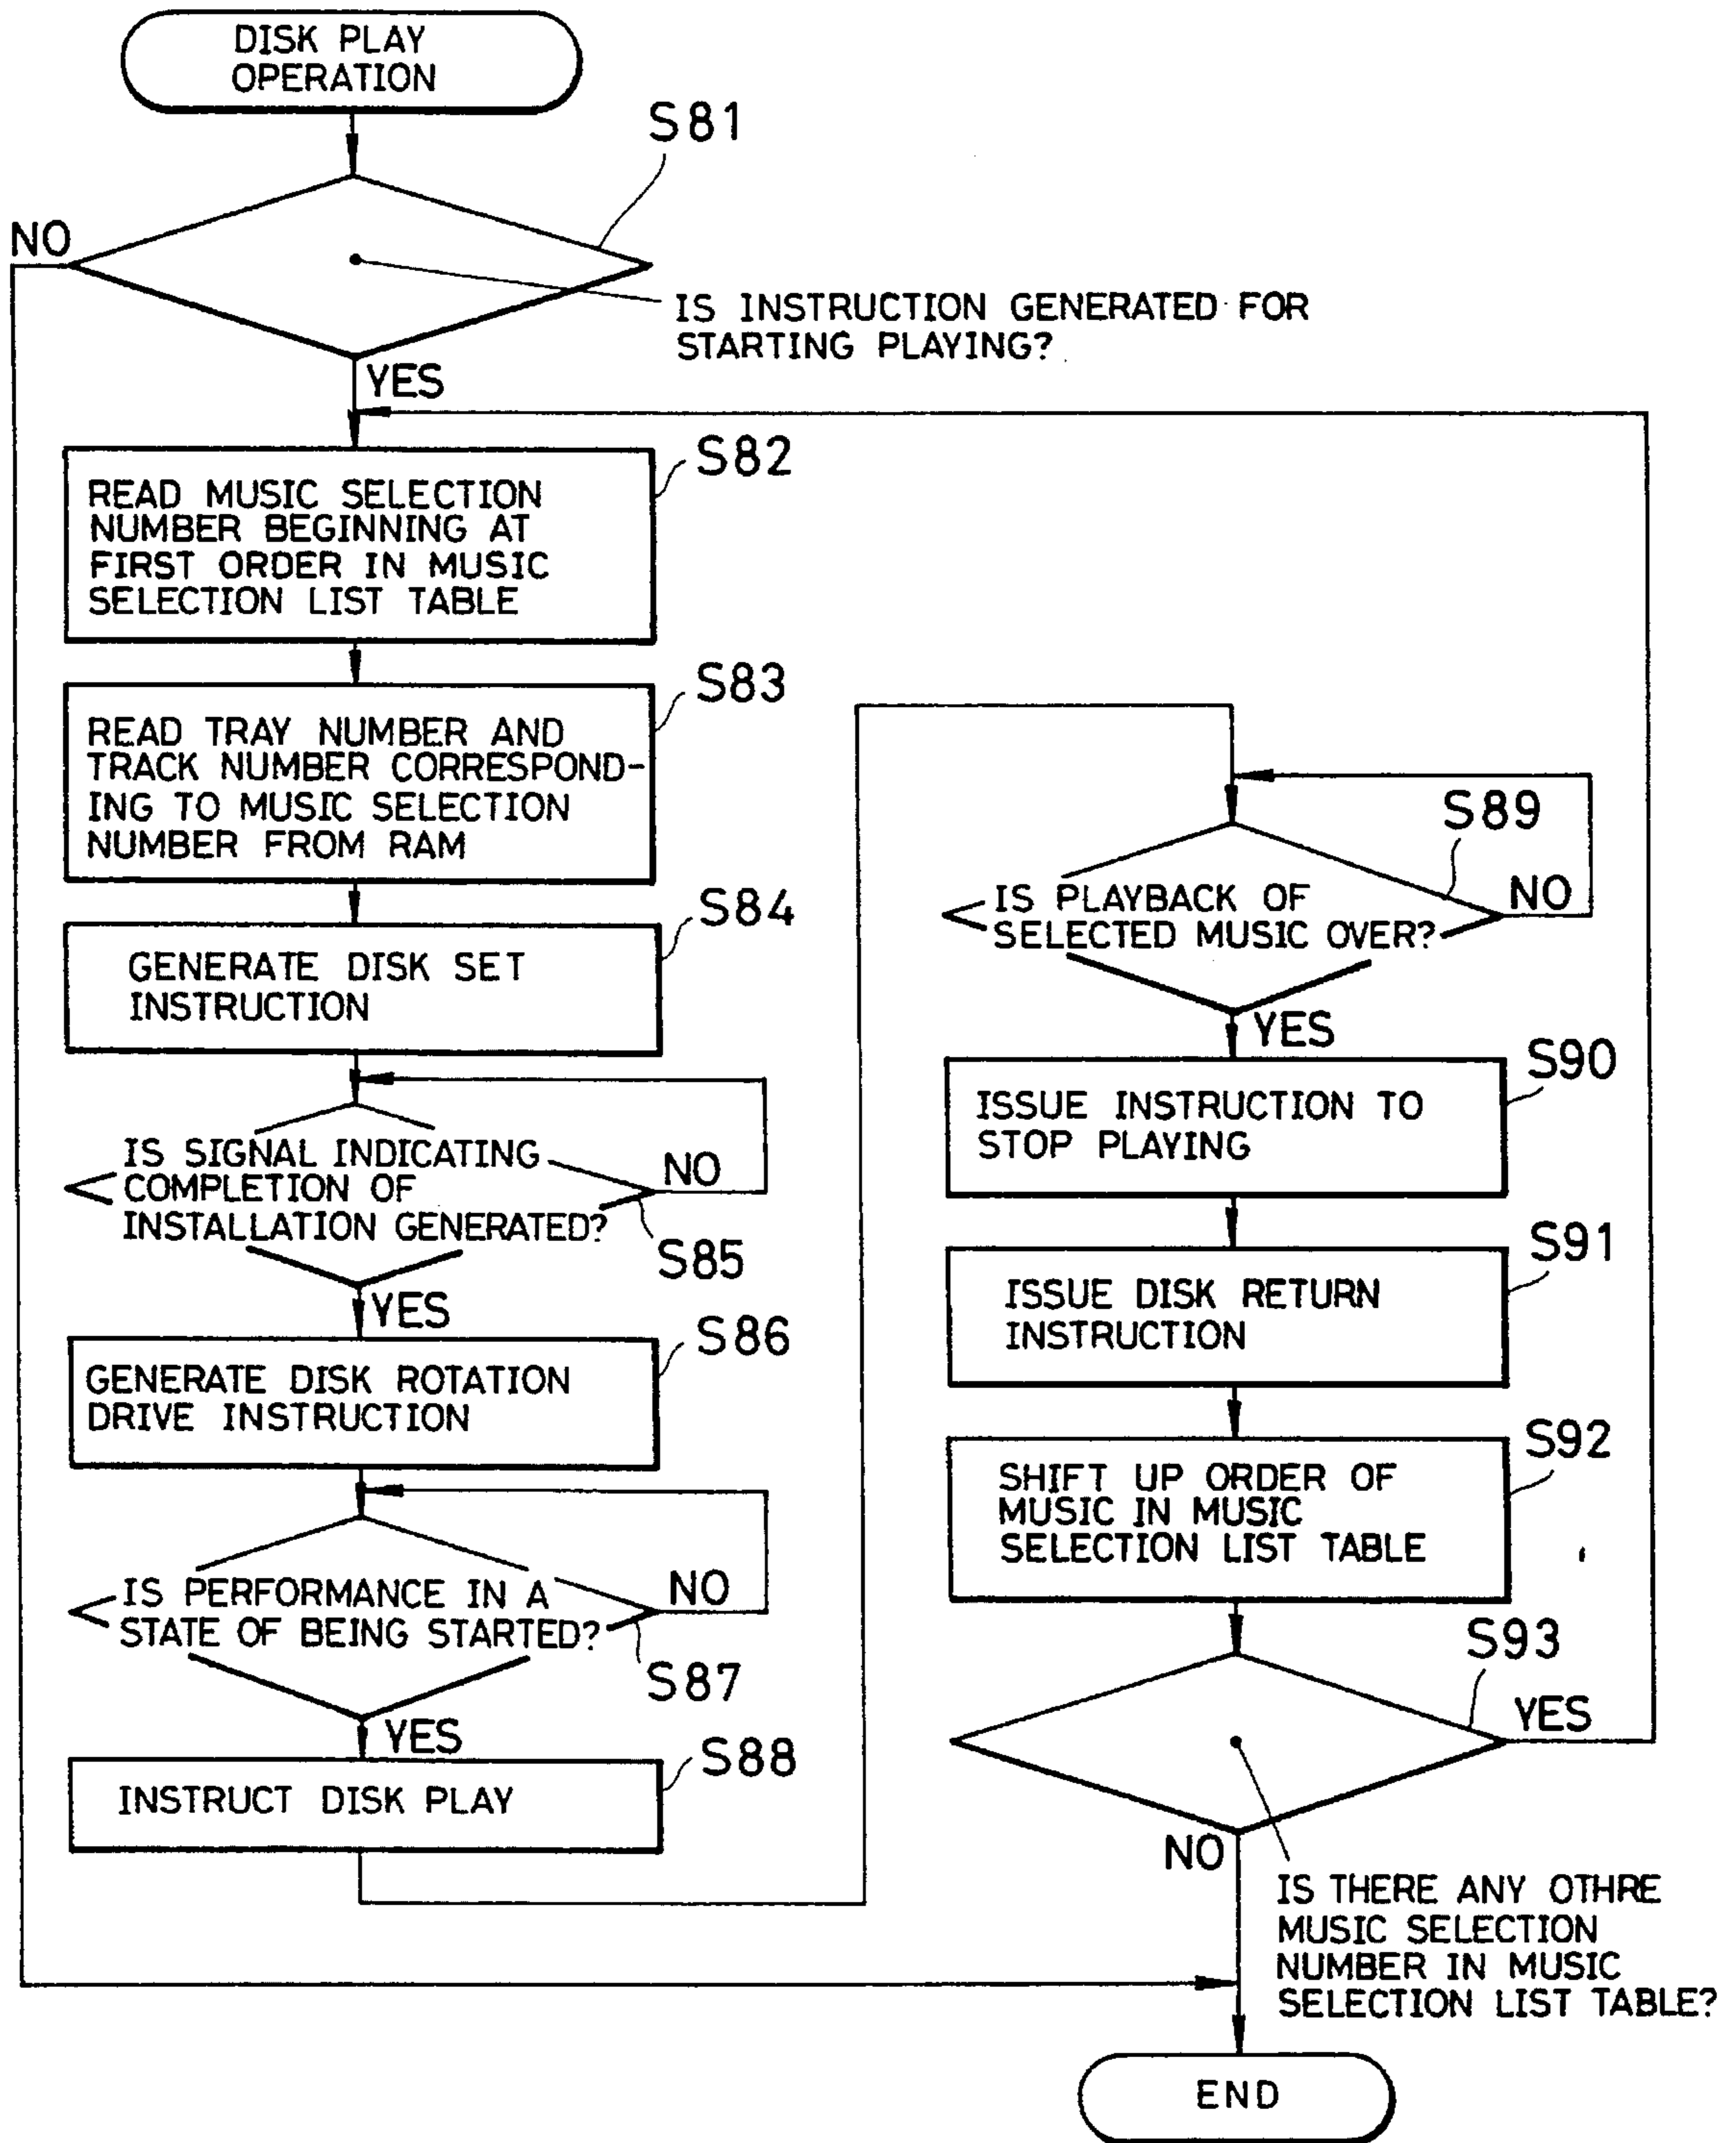 DISK PLAY
OPERATION
S81
NO
IS INSTRUCTION GENERATED FOR
STARTING PLAYING?
YES
S82
READ MUSIC SELECTION
NUMBER BEGINNING AT
FIRST ORDER IN MUSIC
SELECTION LIST TABLE
S83
READ TRAY NUMBER AND
TRACK NUMBER CORRESPOND-
ING TO MUSIC SELECTION
NUMBER FROM RAM
S84
GENERATE DISK SET
INSTRUCTION
IS SIGNAL INDICATING
COMPLETION OF
INSTALLATION GENERATED?
NO
S85
YES
S86
GENERATE DISK ROTATION
DRIVE INSTRUCTION
IS PERFORMANCE IN A
STATE OF BEING STARTED?
NO
S87
YES
S88
INSTRUCT DISK PLAY
S89
IS PLAYBACK OF
SELECTED MUSIC OVER?
NO
YES
S90
ISSUE INSTRUCTION TO
STOP PLAYING
S91
ISSUE DISK RETURN
INSTRUCTION
S92
SHIFT UP ORDER OF
MUSIC IN MUSIC
SELECTION LIST TABLE
S93
YES
NO
IS THERE ANY OTHRE
MUSIC SELECTION
NUMBER IN MUSIC
SELECTION LIST TABLE?
END